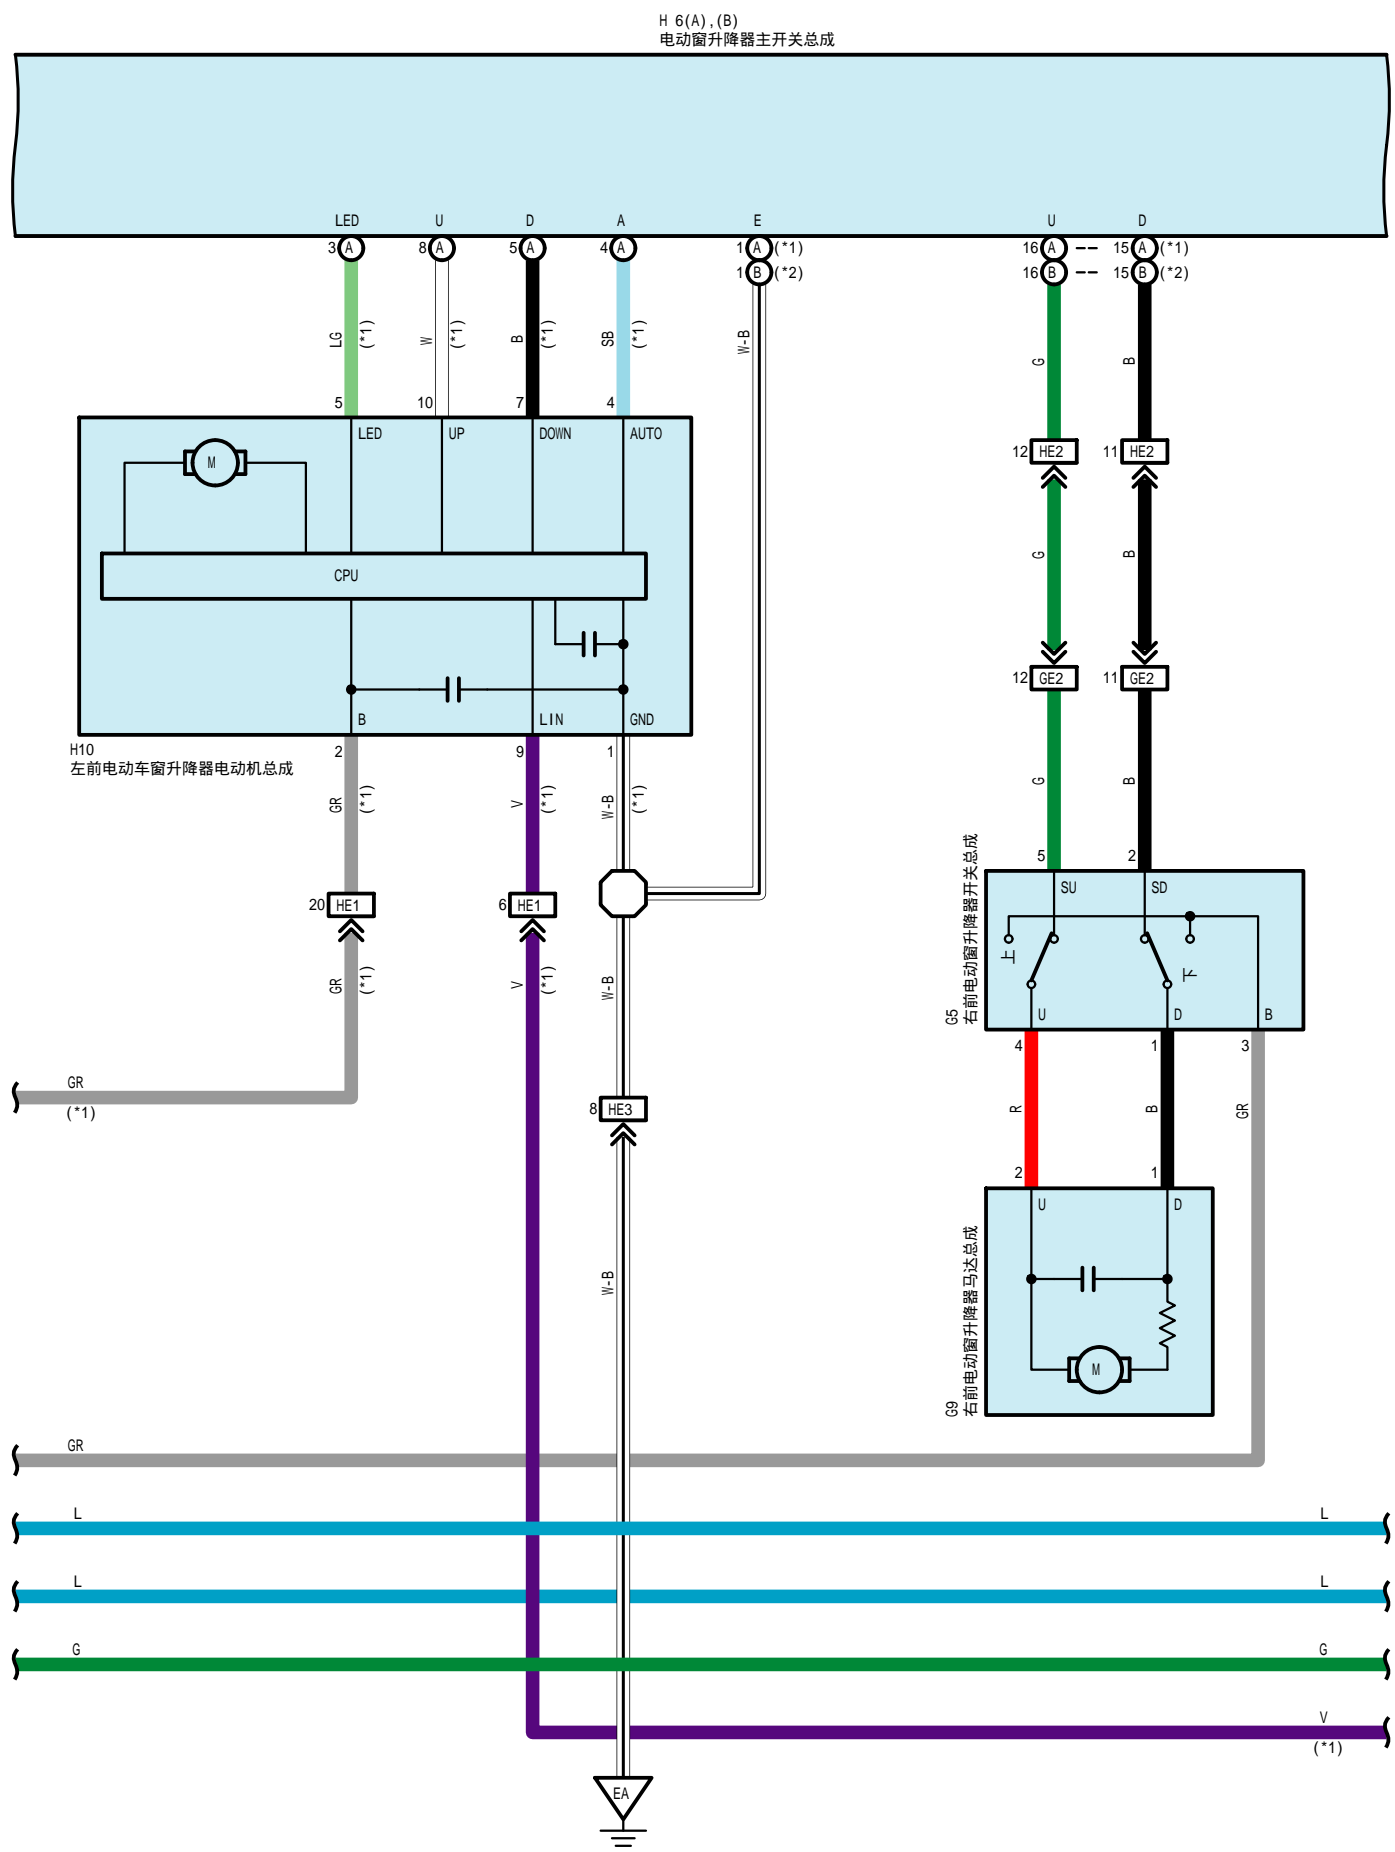 H 6(A),(B)
电动窗升降器主开关总成
LED U D A E U D
3 A 8 A 5 A 4 A 1 A (*1) 16 A -- 15 A (*1)
1 B (*2) 16 B -- 15 B (*2)
LG (*1) W (*1) B (*1) SB (*1) W-B G B
5 10 7 4
LED UP DOWN AUTO
12 HE2 11 HE2
M
G B
CPU
12 GE2 11 GE2
B LIN GND
H10
左前电动车窗升降器电动机总成
2 9 1
GR (*1) V (*1) W-B (*1) G B
5 2
SU SD
20 HE1 6 HE1
上 下
G5
右前电动窗升降器开关总成
GR (*1) V (*1) W-B
U D B
4 1 3
GR
(*1)
8 HE3
R B GR
2 1
U D
G9
右前电动窗升降器马达总成
W-B
M
GR
L L
L L
G G
V
(*1)
EA